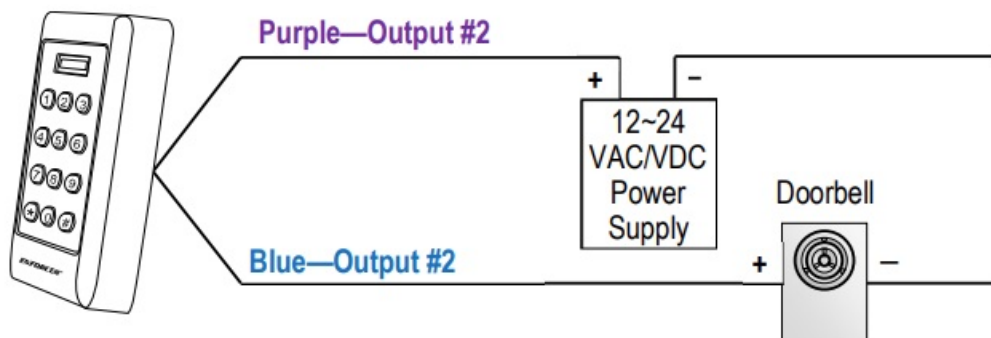 Purple—Output #2
+
–
12~24
VAC/VDC
Power
Supply
Doorbell
1 2 3
4 5 6
7 8 9
* 0 #
ENFORCER
Blue—Output #2
+
–